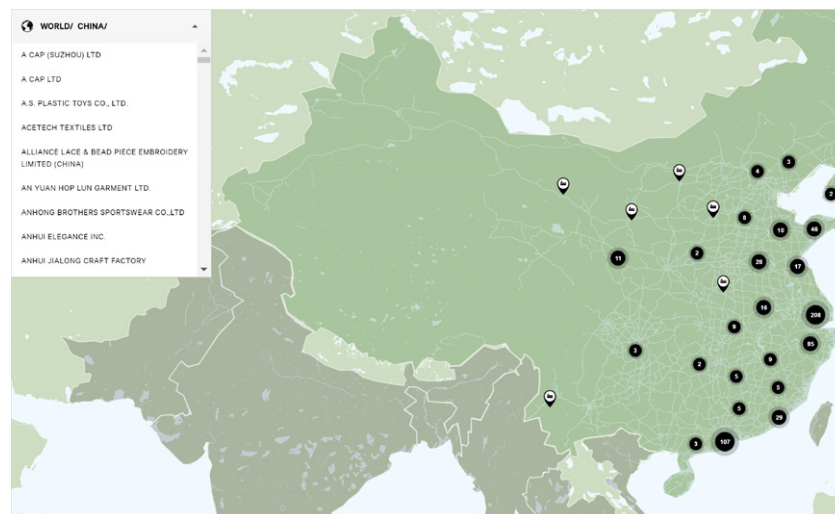 WORLD/ CHINA/
A CAP (SUZHOU) LTD
A CAP LTD
A.S. PLASTIC TOYS CO., LTD.
ACETECH TEXTILES LTD
ALLIANCE LACE & BEAD PIECE EMBROIDERY
LIMITED (CHINA)
AN YUAN HOP LUN GARMENT LTD.
ANHONG BROTHERS SPORTSWEAR CO.,LTD
ANHUI ELEGANCE INC.
ANHUI JIALONG CRAFT FACTORY
3
4
2
8
10
46
2
11
26
17
16
208
9
85
3
9
2
5
5
5
29
3
107